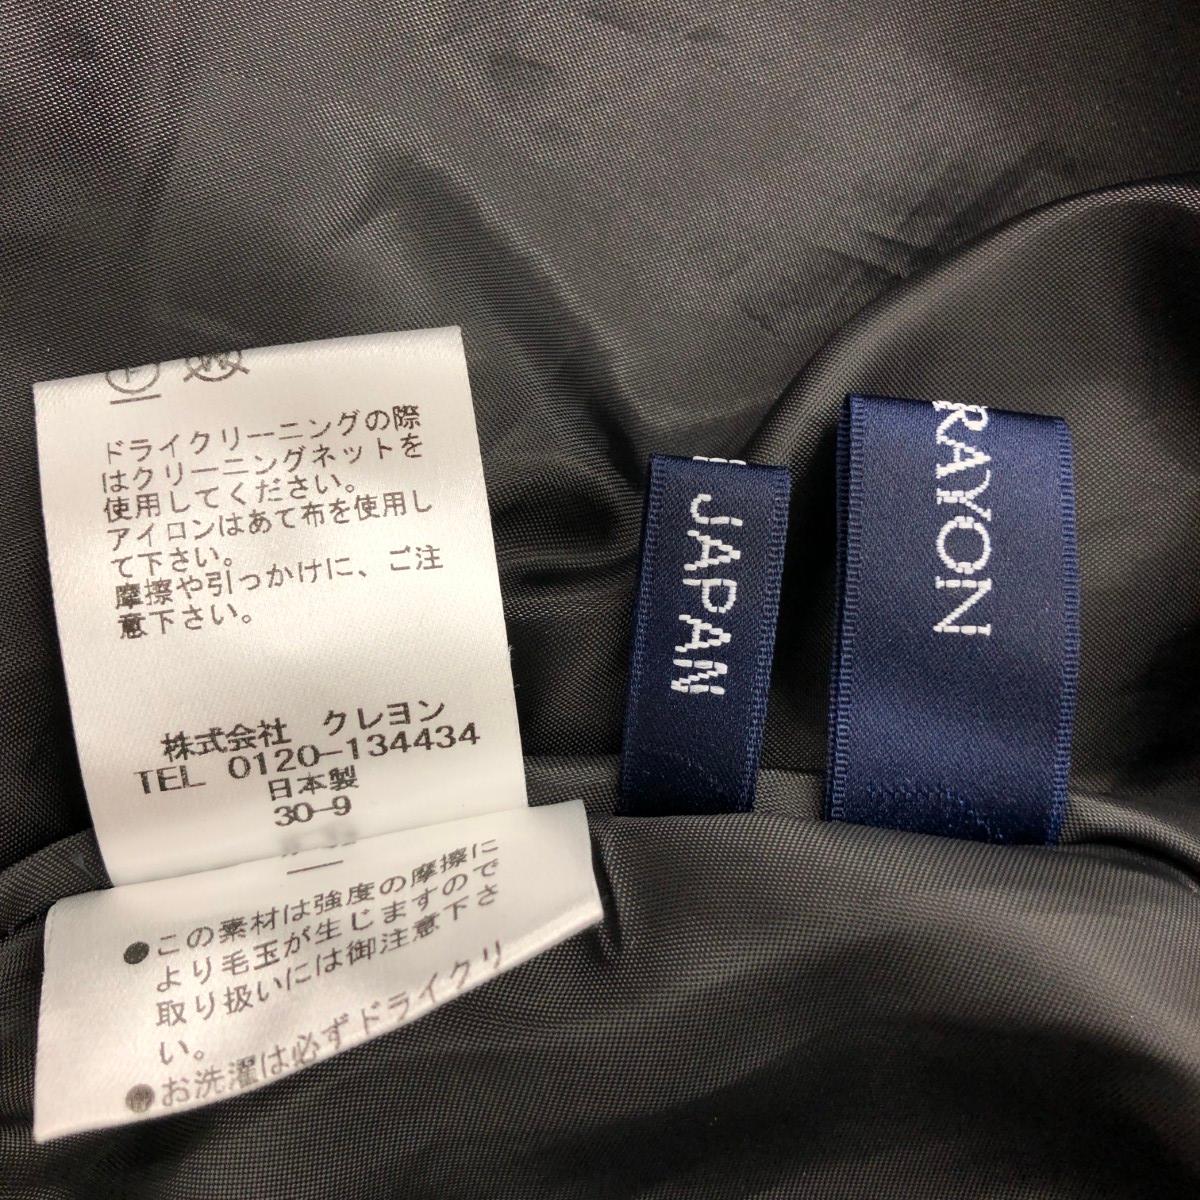 ドライクリーニングの際
はクリーニングネットを
使用してください。
アイロンはあて布を使用し
て下さい。
摩擦や引っかけに、ご注
意下さい。
株式会社 クレヨン
TEL 0120-134434
日本製
30-9
●この素材は強度の摩擦に
より毛玉が生じますので
取り扱いには御注意下さ
い。
●お洗濯は必ずドライクリ
JAPAN
RAYON